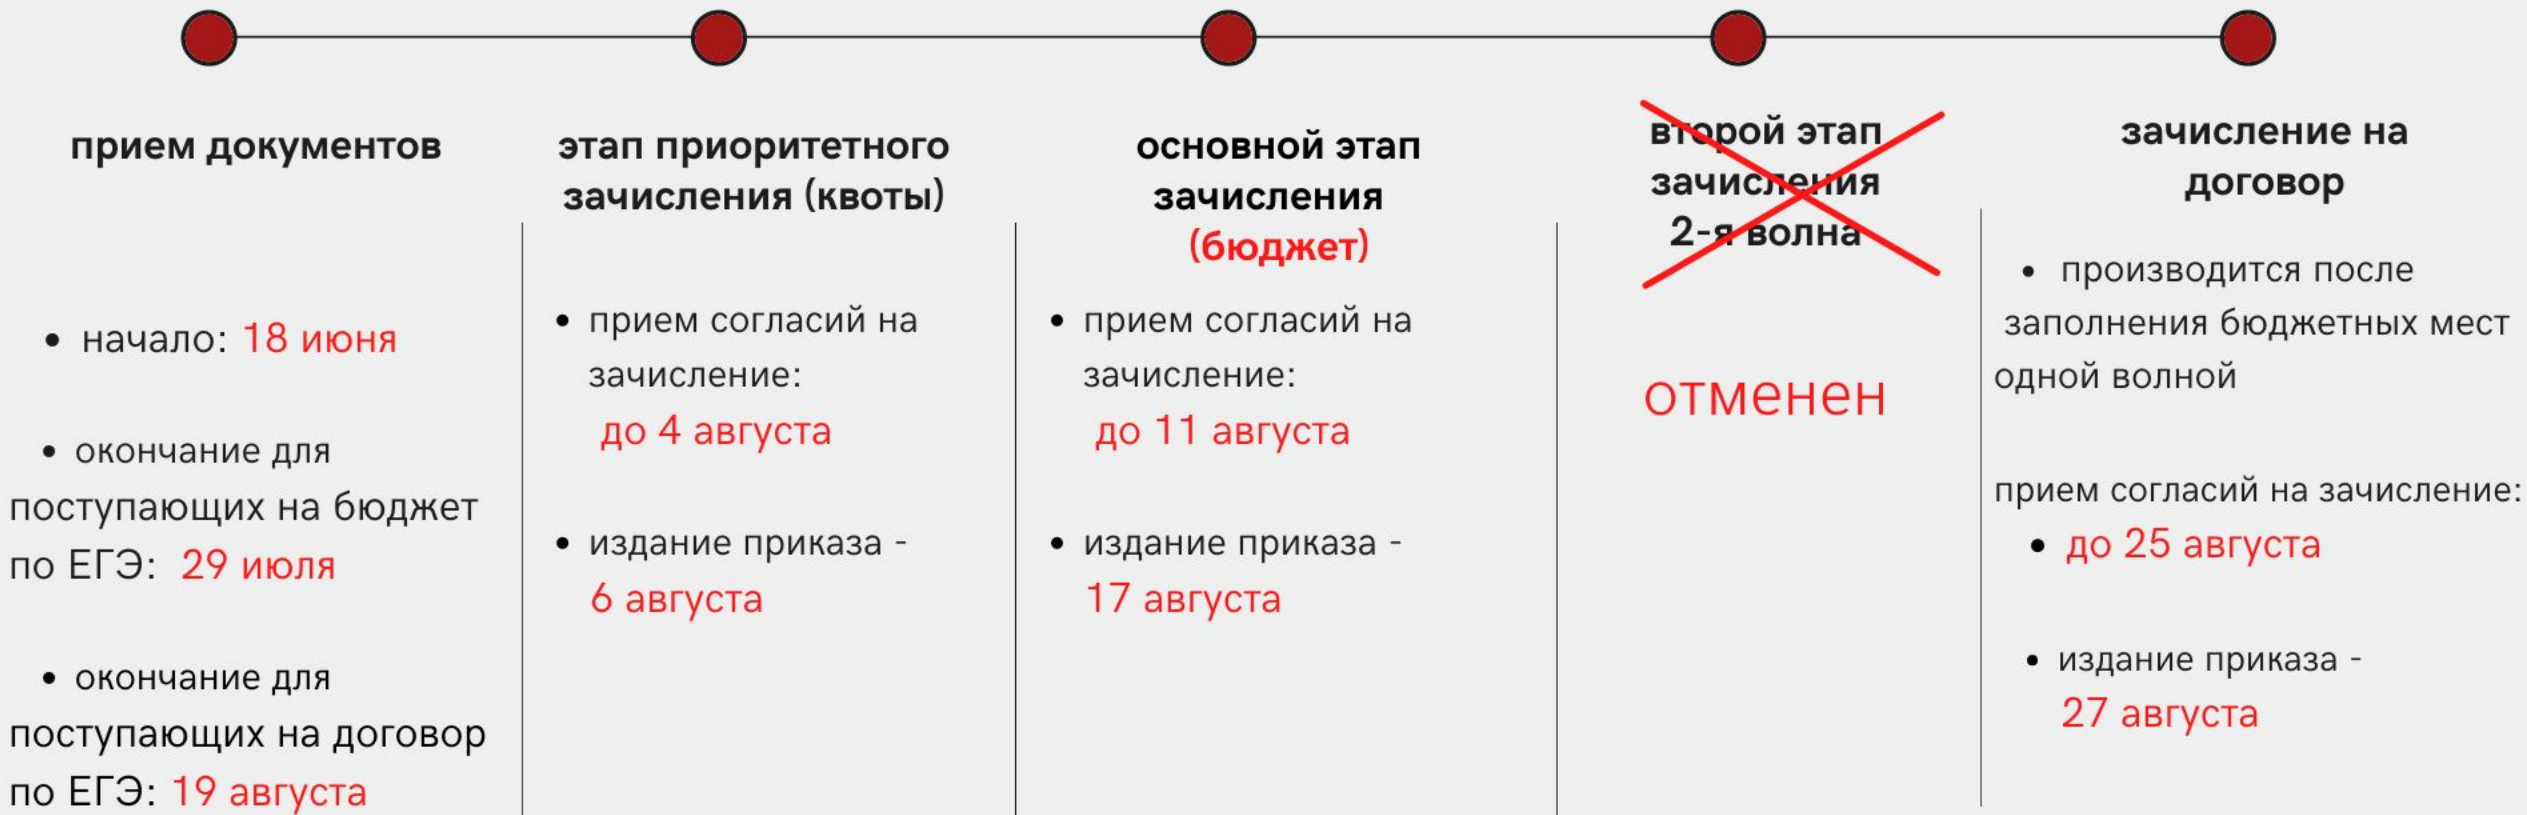 прием документов
• начало: 18 июня
• окончание для
поступающих на бюджет
по ЕГЭ: 29 июля
• окончание для
поступающих на договор
по ЕГЭ: 19 августа
этап приоритетного
зачисления (квоты)
• прием согласий на
зачисление:
до 4 августа
• издание приказа -
6 августа
основной этап
зачисления
(бюджет)
• прием согласий на
зачисление:
до 11 августа
• издание приказа -
17 августа
второй этап
зачисления
2-я волна
отменен
зачисление на
договор
• производится после
заполнения бюджетных мест
одной волной
прием согласий на зачисление:
• до 25 августа
• издание приказа -
27 августа